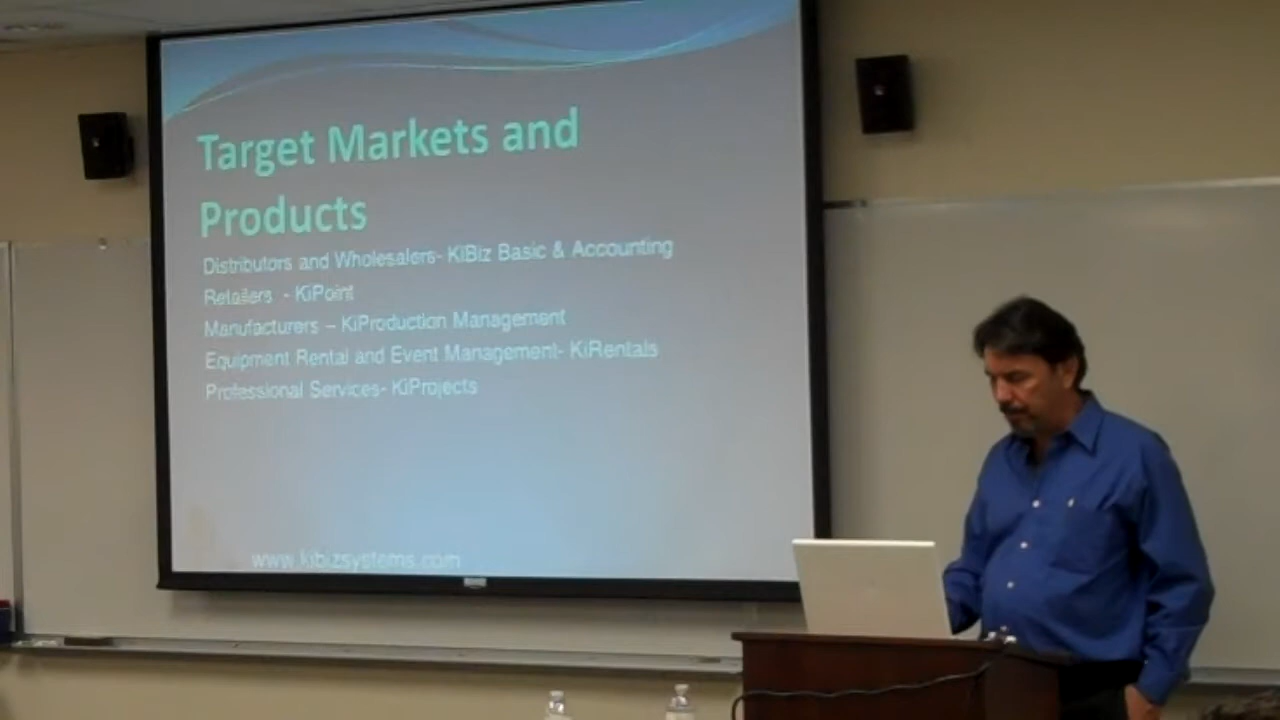 Target Markets and
Products
Distributors and Wholesalers- KiBiz Basic & Accounting
Retailers - KiPoint
Manufacturers – KiProduction Management
Equipment Rental and Event Management- KiRentals
Professional Services- KiProjects
www.kibizsystems.com